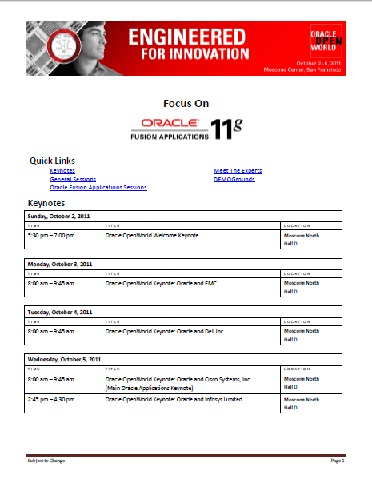 ENGINEERED
FOR INNOVATION
ORACLE
OPEN
WORLD
October 2–6, 2011
Moscone Center, San Francisco
Focus On
ORACLE
FUSION APPLICATIONS 11g
Quick Links
Keynotes Meet The Experts
General Sessions DEMOGrounds
Oracle Fusion Applications Sessions
Keynotes
Sunday, October 2, 2011
TIME TITLE LOCATION
5:30 pm – 7:00 pm Oracle OpenWorld Welcome Keynote Moscone North
Hall D
Monday, October 3, 2011
TIME TITLE LOCATION
8:00 am – 9:45 am Oracle OpenWorld Keynote: Oracle and EMC Moscone North
Hall D
Tuesday, October 4, 2011
TIME TITLE LOCATION
8:00 am – 9:45 am Oracle OpenWorld Keynote: Oracle and Dell Inc Moscone North
Hall D
Wednesday, October 5, 2011
TIME TITLE LOCATION
8:00 am – 9:45 am Oracle OpenWorld Keynote: Oracle and Cisco Systems, Inc. Moscone North
(Main Oracle Applications Keynote) Hall D
2:45 pm – 4:30 pm Oracle OpenWorld Keynote: Oracle and Infosys Limited Moscone North
Hall D
Subject to Change Page 1